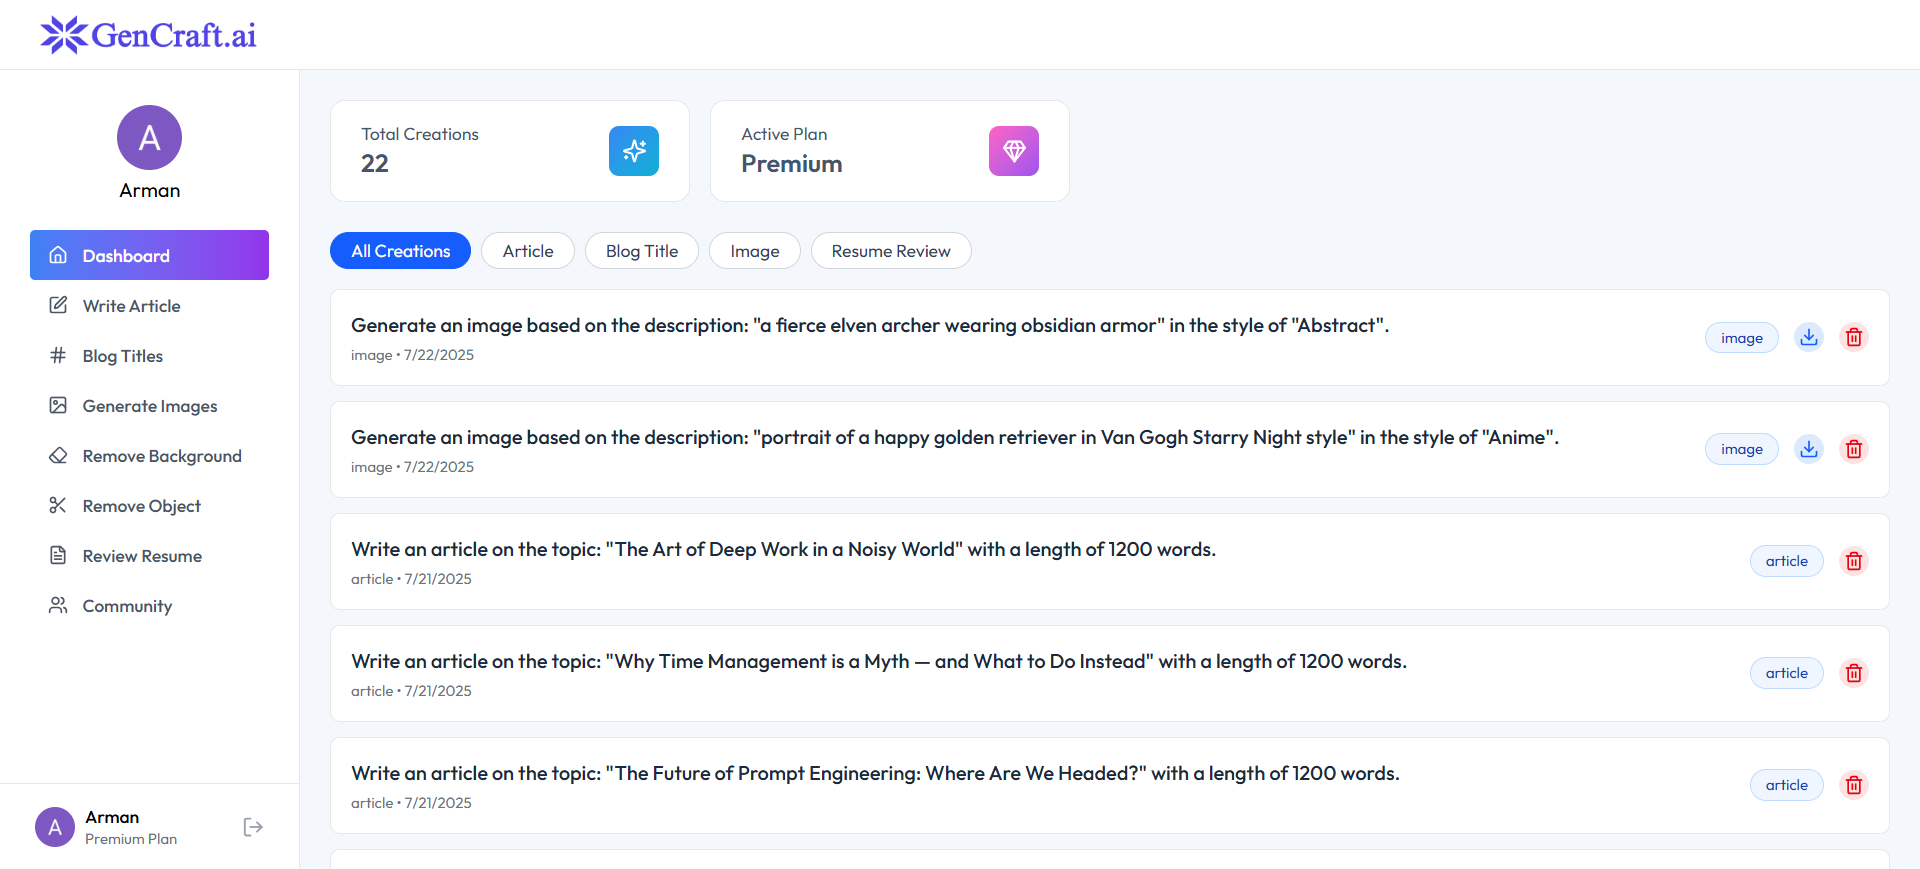 GenCraft.ai
A
Arman
Dashboard
Write Article
Blog Titles
Generate Images
Remove Background
Remove Object
Review Resume
Community
A
Arman
Premium Plan
Total Creations
22
Active Plan
Premium
All Creations
Article
Blog Title
Image
Resume Review
Generate an image based on the description: "a fierce elven archer wearing obsidian armor" in the style of "Abstract".
image • 7/22/2025
image
Generate an image based on the description: "portrait of a happy golden retriever in Van Gogh Starry Night style" in the style of "Anime".
image • 7/22/2025
image
Write an article on the topic: "The Art of Deep Work in a Noisy World" with a length of 1200 words.
article • 7/21/2025
article
Write an article on the topic: "Why Time Management is a Myth — and What to Do Instead" with a length of 1200 words.
article • 7/21/2025
article
Write an article on the topic: "The Future of Prompt Engineering: Where Are We Headed?" with a length of 1200 words.
article • 7/21/2025
article